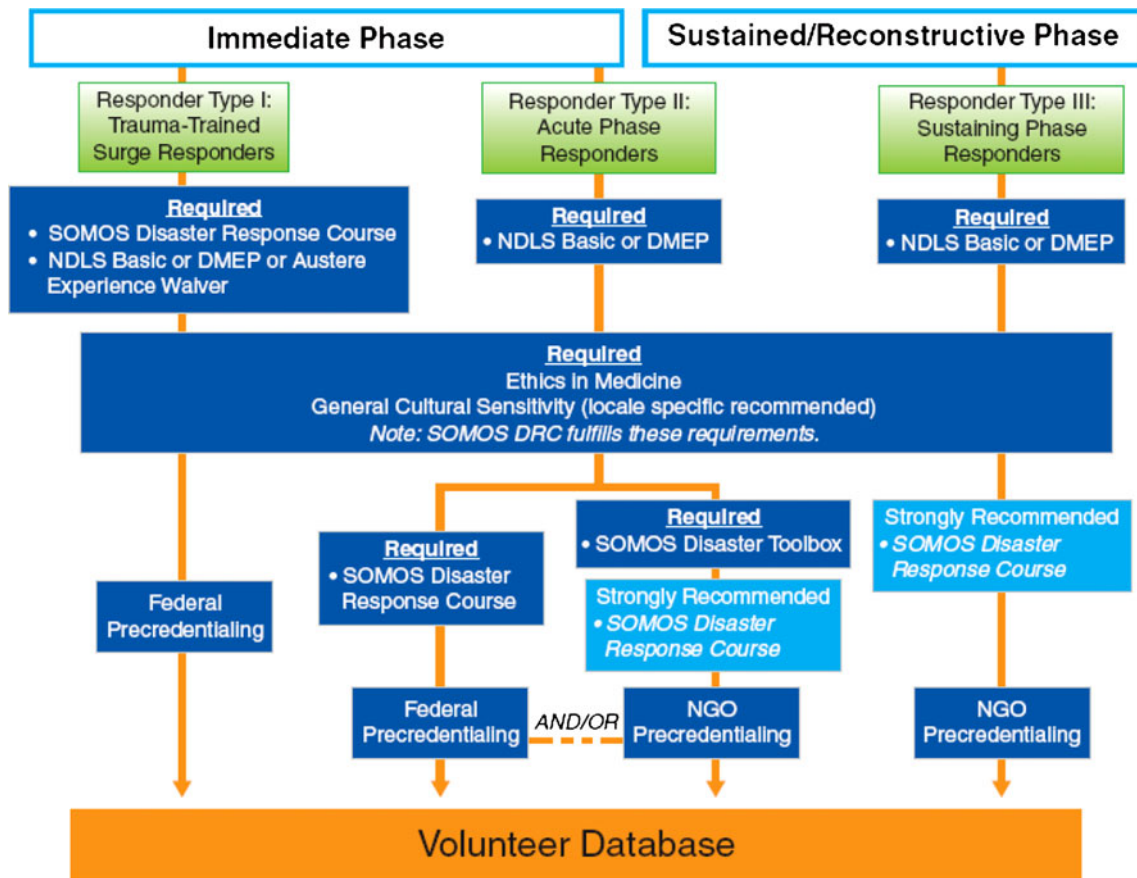 Immediate Phase
Sustained/Reconstructive Phase
Responder Type I:
Trauma-Trained
Surge Responders
Responder Type II:
Acute Phase
Responders
Responder Type III:
Sustaining Phase
Responders
Required
• SOMOS Disaster Response Course
• NDLS Basic or DMEP or Austere
Experience Waiver
Required
• NDLS Basic or DMEP
Required
• NDLS Basic or DMEP
Required
Ethics in Medicine
General Cultural Sensitivity (locale specific recommended)
Note: SOMOS DRC fulfills these requirements.
Federal
Precredentialing
Required
• SOMOS Disaster
Response Course
Required
• SOMOS Disaster Toolbox
Strongly Recommended
• SOMOS Disaster
Response Course
Strongly Recommended
• SOMOS Disaster
Response Course
Federal
Precredentialing
AND/OR
NGO
Precredentialing
NGO
Precredentialing
Volunteer Database